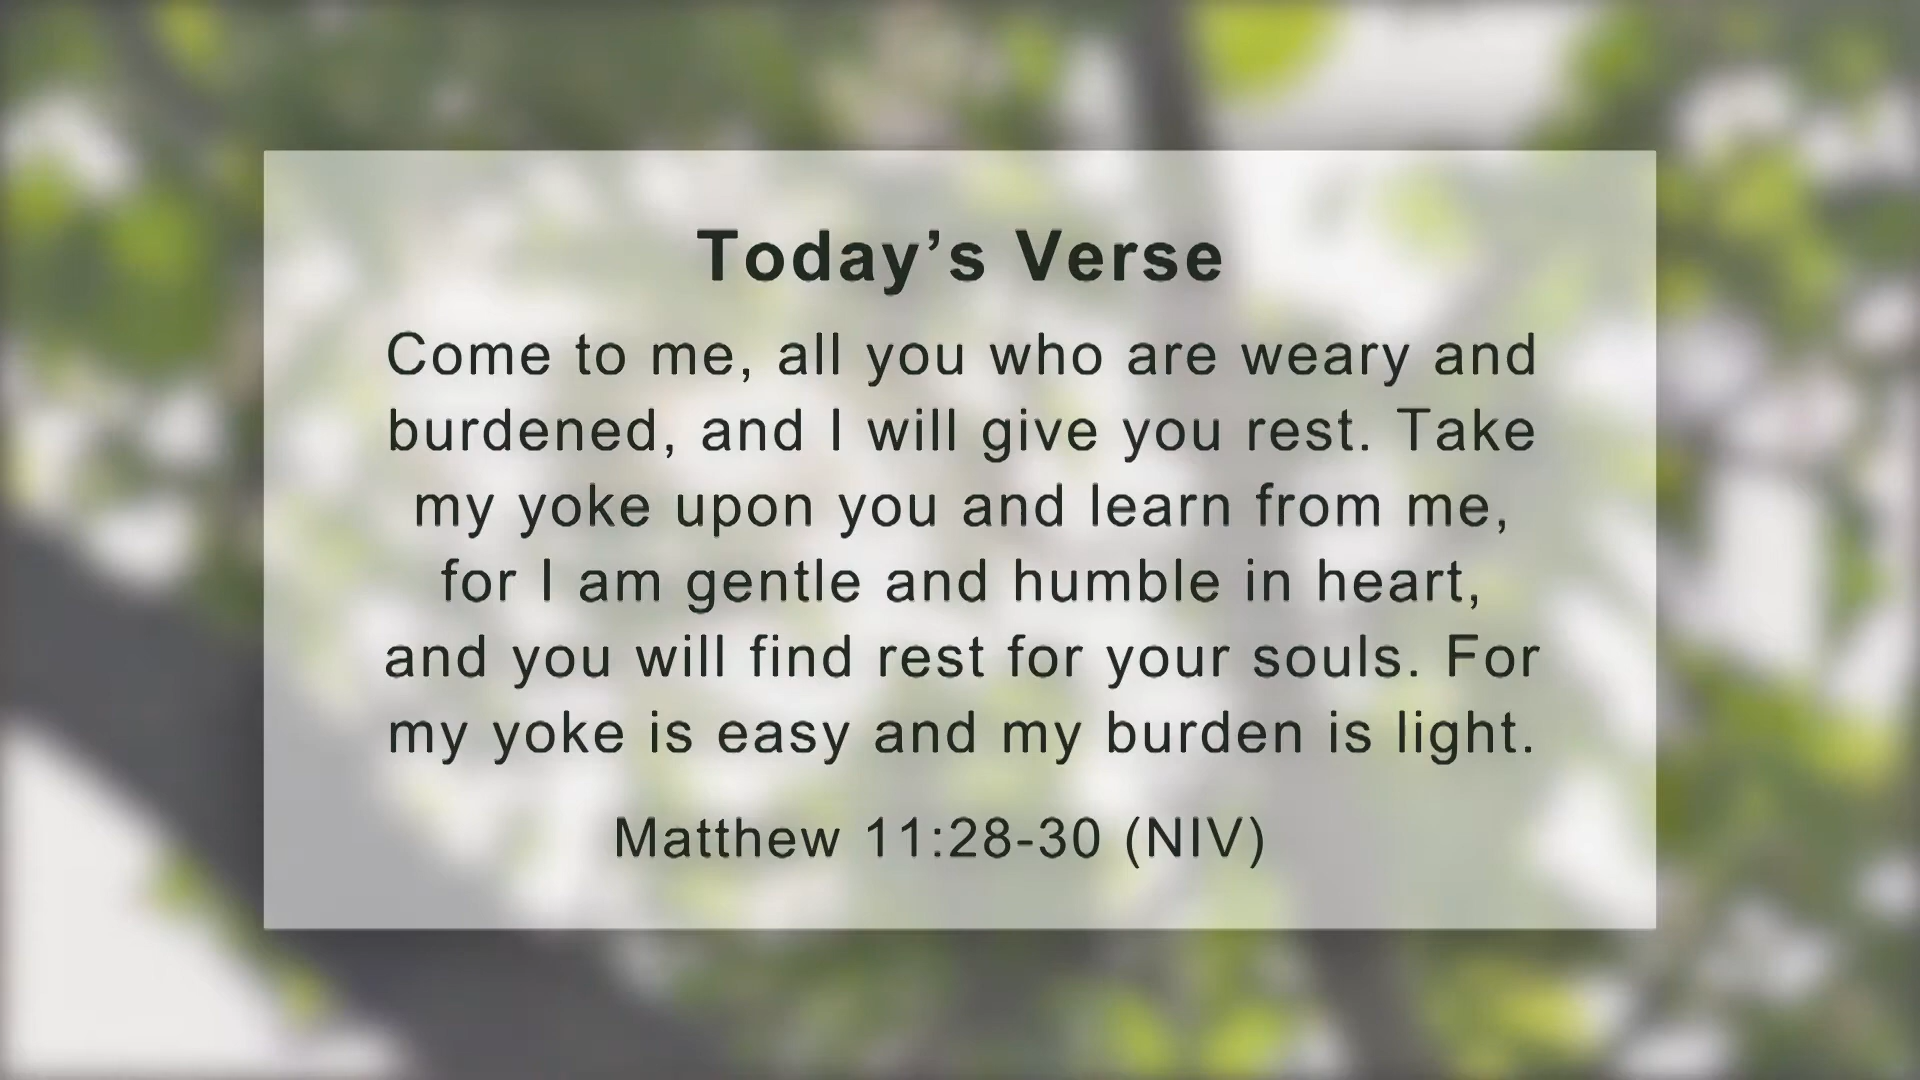 Today’s Verse
Come to me, all you who are weary and
burdened, and I will give you rest. Take
my yoke upon you and learn from me,
for I am gentle and humble in heart,
and you will find rest for your souls. For
my yoke is easy and my burden is light.
Matthew 11:28-30 (NIV)